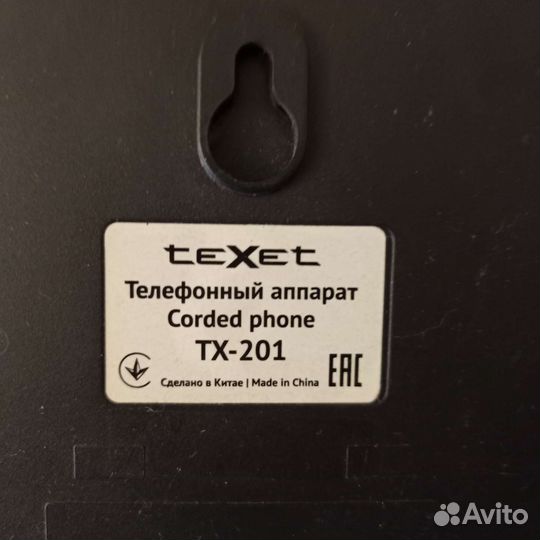 teXet
Телефонный аппарат
Corded phone
TX-201
Сделано в Китае | Made in China
EAC
Avito